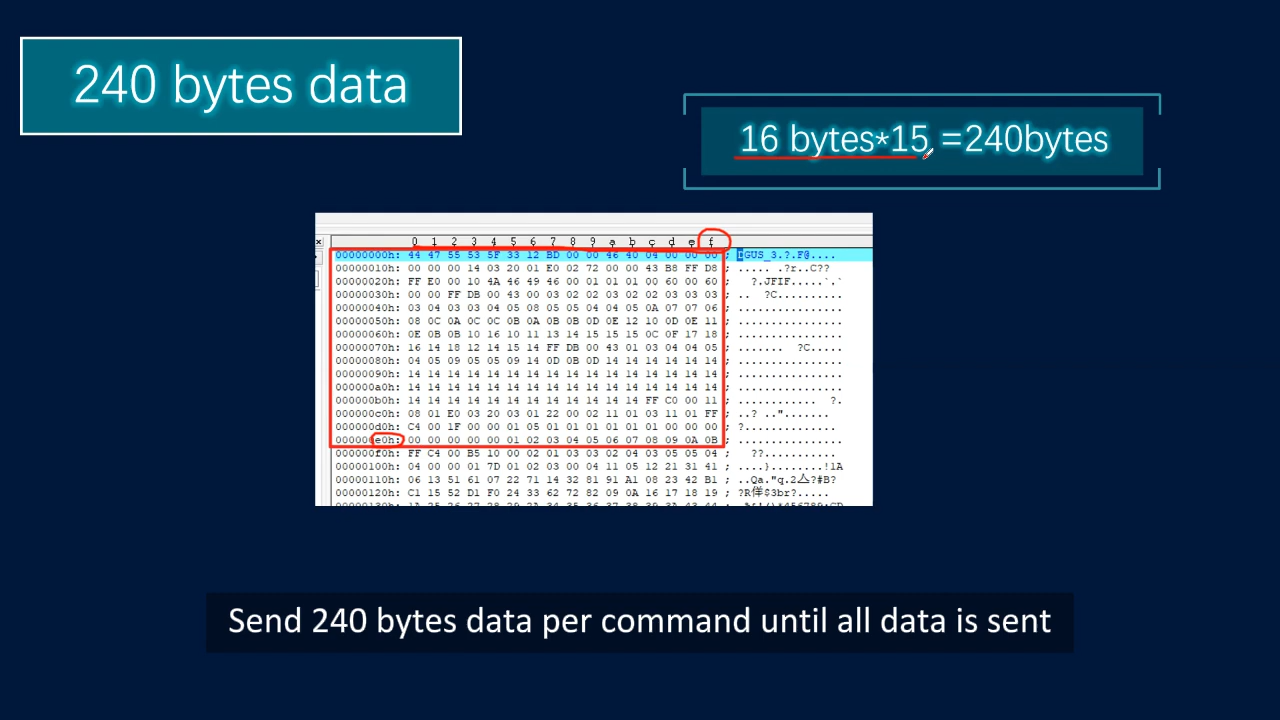 240 bytes data
16 bytes*15 =240bytes
0 1 2 3 4 5 6 7 8 9 a b c d e f
00000000h: 44 47 55 53 5F 33 12 BD 00 00 46 40 04 00 00 00 ; DGUS_3.?.F@....
00000010h: 00 00 00 14 03 20 01 E0 02 72 00 00 43 B8 FF D8 ; ..... .?r..C??
00000020h: FF E0 00 10 4A 46 49 46 00 01 01 01 00 60 00 60 ; ?.JFIF.....`.`
00000030h: 00 00 FF DB 00 43 00 03 02 02 03 02 02 03 03 03 ; .. ?C..........
00000040h: 03 04 03 03 04 05 08 05 05 04 04 05 0A 07 07 06 ; ................
00000050h: 08 0C 0A 0C 0C 0B 0A 0B 0B 0D 0E 12 10 0D 0E 11 ; ................
00000060h: 0E 0B 0B 10 16 10 11 13 14 15 15 15 0C 0F 17 18 ; ................
00000070h: 16 14 18 12 14 15 14 FF DB 00 43 01 03 04 04 05 ; ....... ?C.....
00000080h: 04 05 09 05 05 09 14 0D 0B 0D 14 14 14 14 14 14 ; ................
00000090h: 14 14 14 14 14 14 14 14 14 14 14 14 14 14 14 14 ; ................
000000a0h: 14 14 14 14 14 14 14 14 14 14 14 14 14 14 14 14 ; ................
000000b0h: 14 14 14 14 14 14 14 14 14 14 14 14 FF C0 00 11 ; ............ ?.
000000c0h: 08 01 E0 03 20 03 01 22 00 02 11 01 03 11 01 FF ; ..? ..".......
000000d0h: C4 00 1F 00 00 01 05 01 01 01 01 01 01 00 00 00 ; ?..............
000000e0h: 00 00 00 00 00 01 02 03 04 05 06 07 08 09 0A 0B ; ................
000000f0h: FF C4 00 B5 10 00 02 01 03 03 02 04 03 05 05 04 ; ??...........
00000100h: 04 00 00 01 7D 01 02 03 00 04 11 05 12 21 31 41 ; ....}........!1A
00000110h: 06 13 51 61 07 22 71 14 32 81 91 A1 08 23 42 B1 ; ..Qa."q.2亼?#B?
00000120h: C1 15 52 D1 F0 24 33 62 72 82 09 0A 16 17 18 19 ; ?R佯$3br?.....
Send 240 bytes data per command until all data is sent